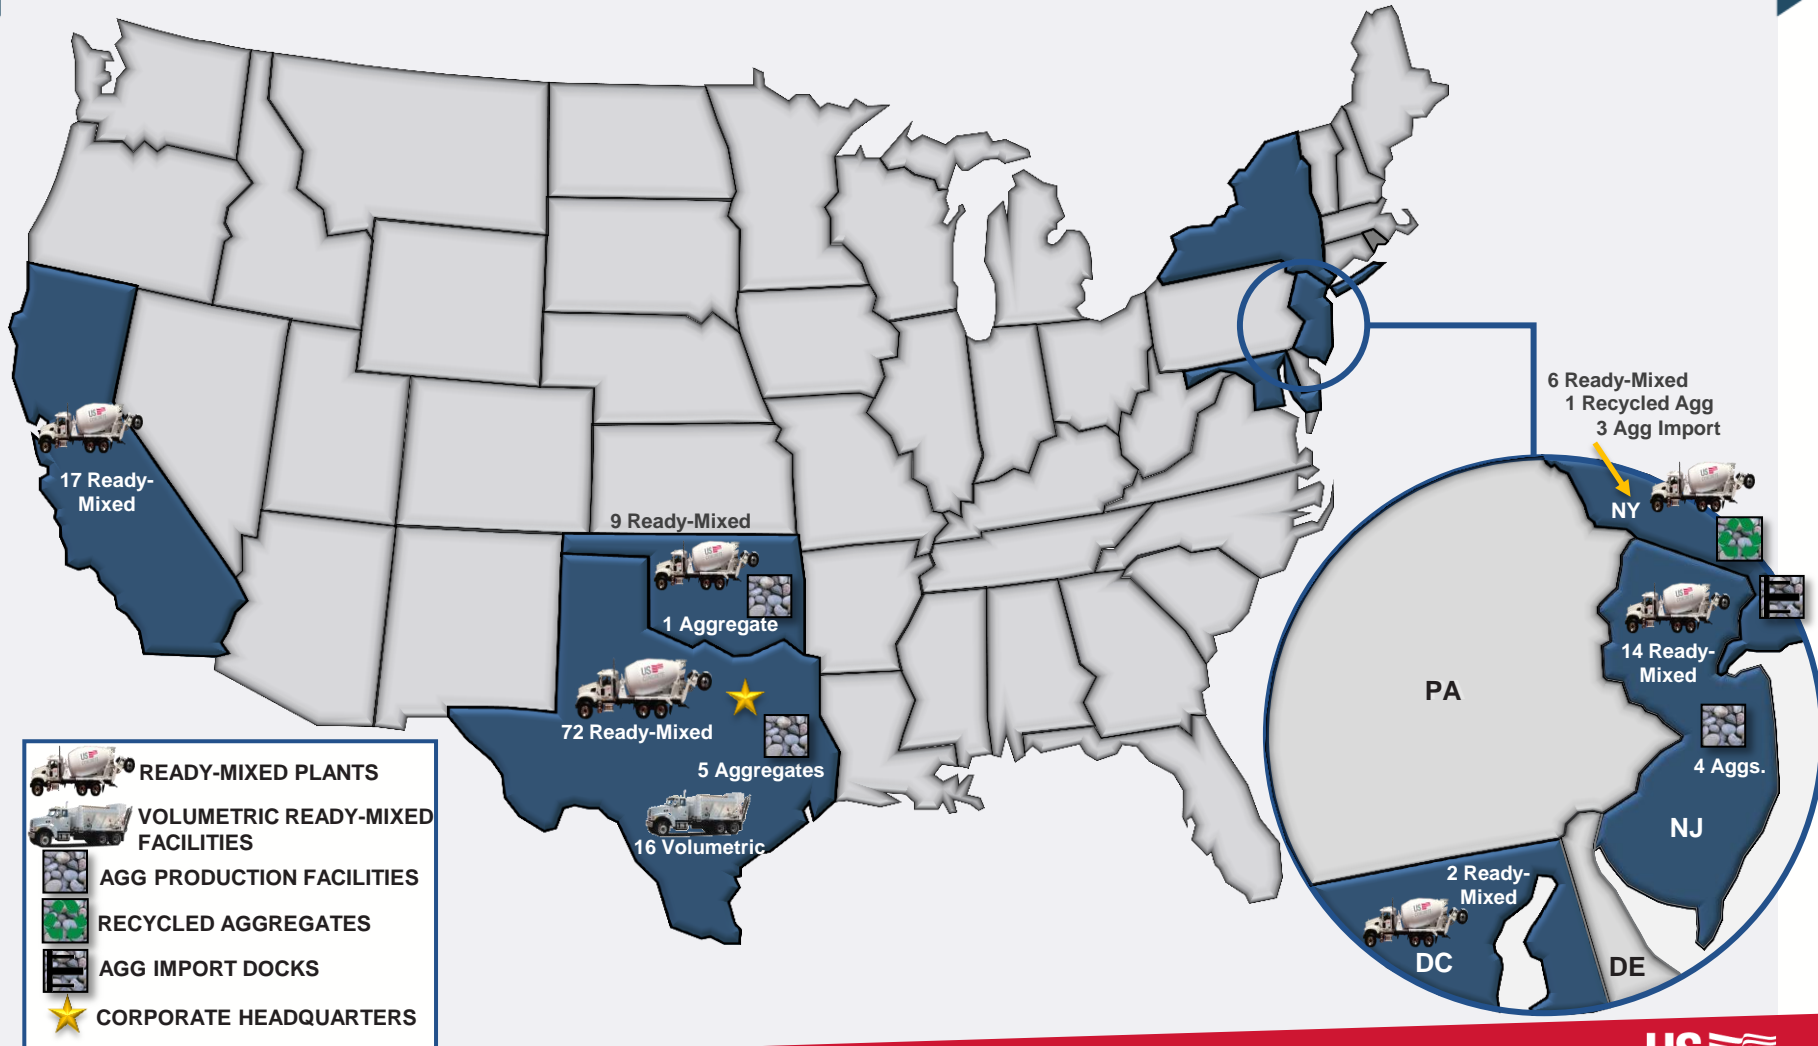 6 Ready-Mixed
1 Recycled Agg
3 Agg Import
17 Ready-
Mixed
9 Ready-Mixed
1 Aggregate
72 Ready-Mixed
5 Aggregates
16 Volumetric
NY
14 Ready-
Mixed
PA
4 Aggs.
NJ
2 Ready-
Mixed
DC
DE
READY-MIXED PLANTS
VOLUMETRIC READY-MIXED
FACILITIES
AGG PRODUCTION FACILITIES
RECYCLED AGGREGATES
AGG IMPORT DOCKS
CORPORATE HEADQUARTERS
US